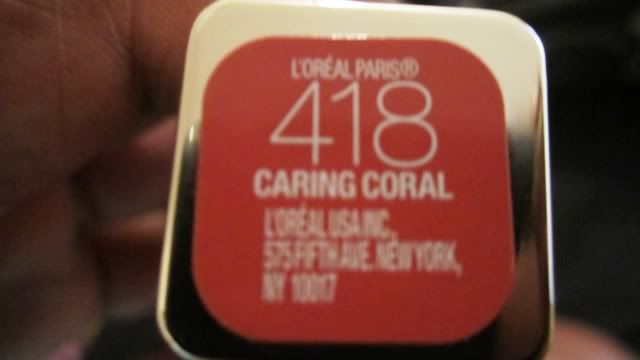 L'ORÉAL PARIS®
418
CARING CORAL
L'ORÉAL USA INC.,
575 FIFTH AVE. NEW YORK,
NY 10017